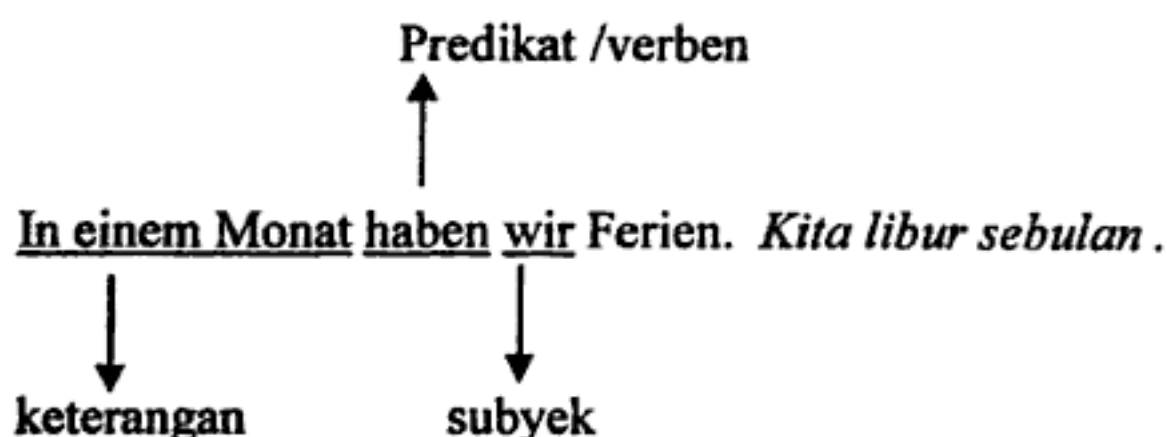 Predikat /verben
In einem Monat haben wir Ferien. Kita libur sebulan .
keterangan subyek